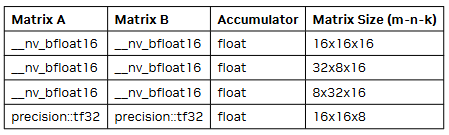 Matrix A Matrix B Accumulator Matrix Size (m-n-k)
__nv_bfloat16 __nv_bfloat16 float 16x16x16
__nv_bfloat16 __nv_bfloat16 float 32x8x16
__nv_bfloat16 __nv_bfloat16 float 8x32x16
precision::tf32 precision::tf32 float 16x16x8